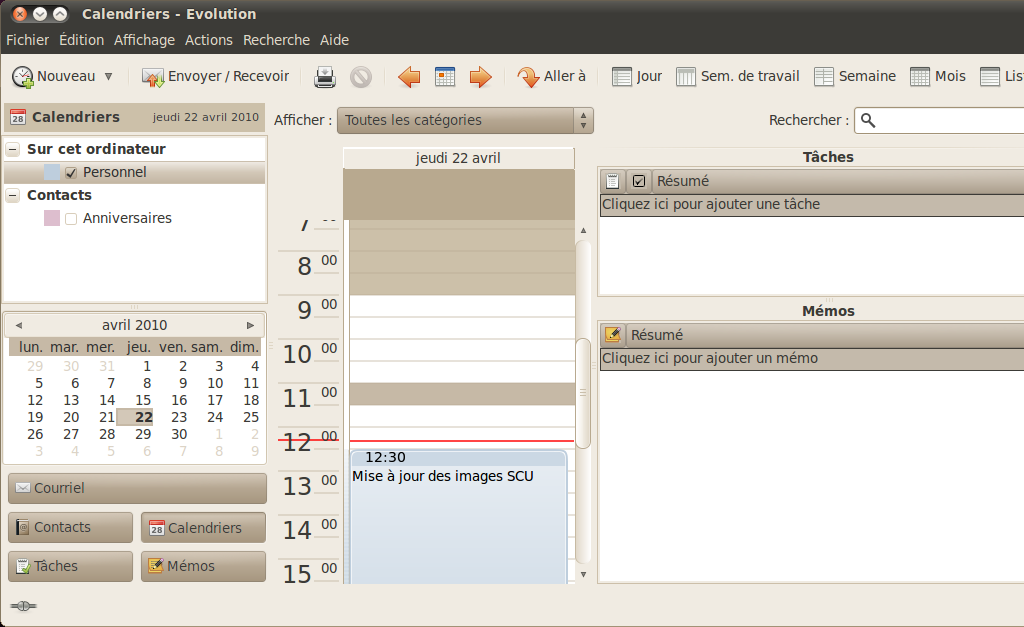 Calendriers - Evolution
Fichier Édition Affichage Actions Recherche Aide
Nouveau Envoyer / Recevoir Aller à Jour Sem. de travail Semaine Mois
Calendriers jeudi 22 avril 2010
Afficher : Toutes les catégories Rechercher :
Sur cet ordinateur
Personnel
Contacts
Anniversaires
avril 2010
lun. mar. mer. jeu. ven. sam. dim.
29 30 31 1 2 3 4
5 6 7 8 9 10 11
12 13 14 15 16 17 18
19 20 21 22 23 24 25
26 27 28 29 30 1 2
3 4 5 6 7 8 9
Courriel
Contacts Calendriers
Tâches Mémos
jeudi 22 avril
8 00
9 00
10 00
11 00
12 00
12:30
Mise à jour des images SCU
13 00
14 00
15 00
Tâches
Résumé
Cliquez ici pour ajouter une tâche
Mémos
Résumé
Cliquez ici pour ajouter un mémo